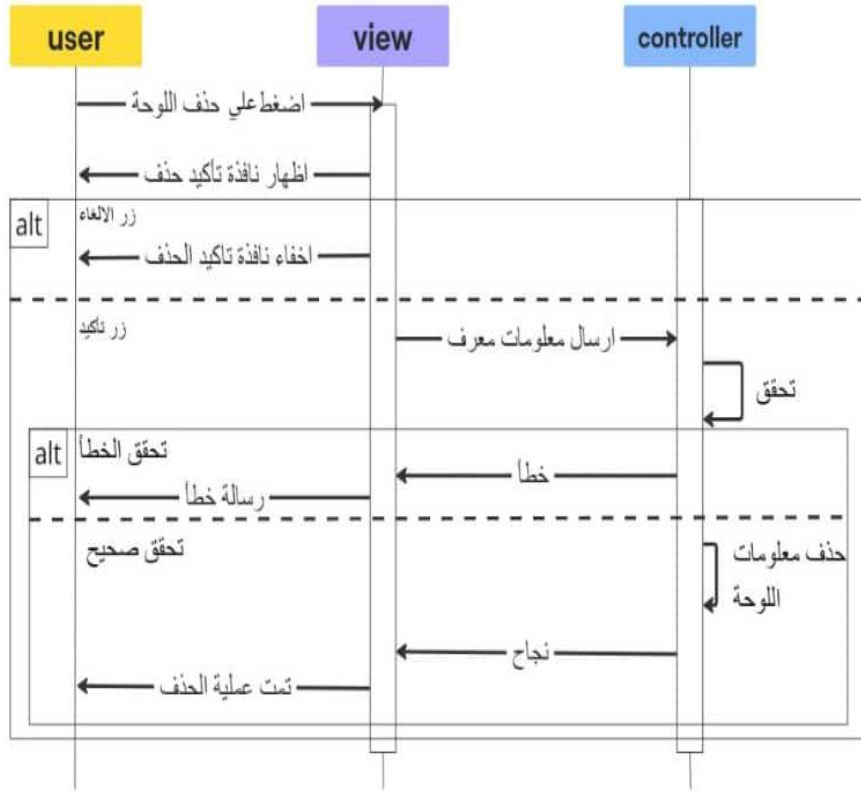 user
view
controller
اضغط علي حذف اللوحة
اظهار نافذة تأكيد حذف
alt
زر الالغاء
اخفاء نافذة تاكيد الحذف
زر تأكيد
ارسال معلومات معرف
تحقق
alt
تحقق الخطأ
خطأ
رسالة خطأ
تحقق صحيح
حذف معلومات
اللوحة
نجاح
تمت عملية الحذف